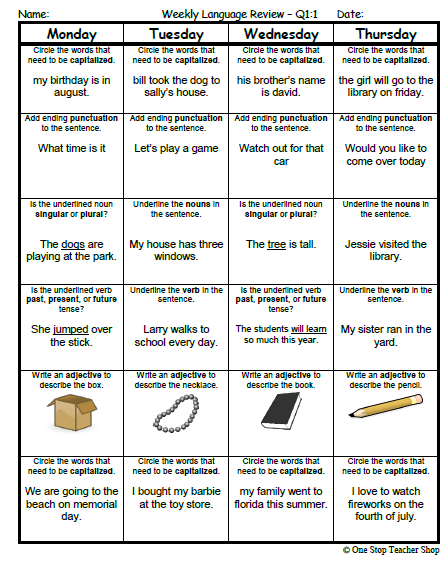 Name: Weekly Language Review – Q1:1 Date:
Monday Tuesday Wednesday Thursday
Circle the words that
need to be capitalized.
my birthday is in
august.
Circle the words that
need to be capitalized.
bill took the dog to
sally's house.
Circle the words that
need to be capitalized.
his brother's name
is david.
Circle the words that
need to be capitalized.
the girl will go to the
library on friday.
Add ending punctuation
to the sentence.
What time is it
Add ending punctuation
to the sentence.
Let's play a game
Add ending punctuation
to the sentence.
Watch out for that
car
Add ending punctuation
to the sentence.
Would you like to
come over today
Is the underlined noun
singular or plural?
The dogs are
playing at the park.
Underline the nouns in
the sentence.
My house has three
windows.
Is the underlined noun
singular or plural?
The tree is tall.
Underline the nouns in
the sentence.
Jessie visited the
library.
Is the underlined verb
past, present, or future
tense?
She jumped over
the stick.
Underline the verb in the
sentence.
Larry walks to
school every day.
Is the underlined verb
past, present, or future
tense?
The students will learn
so much this year.
Underline the verb in the
sentence.
My sister ran in the
yard.
Write an adjective to
describe the box.
Write an adjective to
describe the necklace.
Write an adjective to
describe the book.
Write an adjective to
describe the pencil.
Circle the words that
need to be capitalized.
We are going to the
beach on memorial
day.
Circle the words that
need to be capitalized.
I bought my barbie
at the toy store.
Circle the words that
need to be capitalized.
my family went to
florida this summer.
Circle the words that
need to be capitalized.
I love to watch
fireworks on the
fourth of july.
© One Stop Teacher Shop